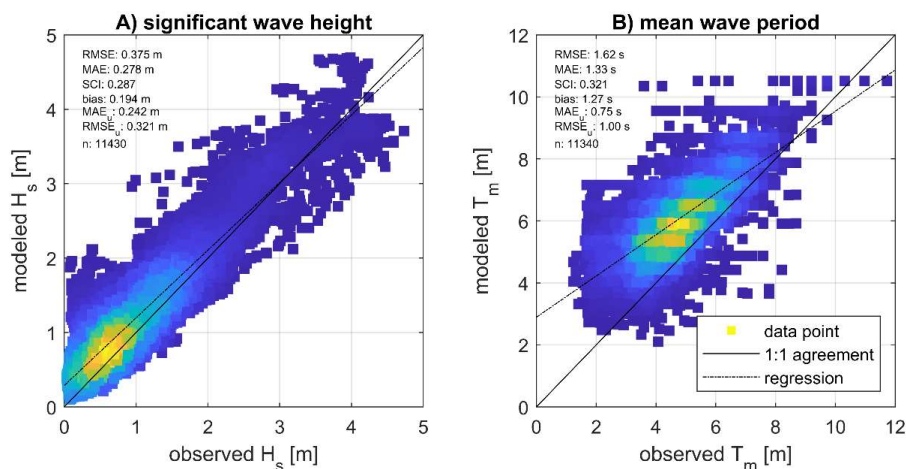 A) significant wave height
RMSE: 0.375 m
MAE: 0.278 m
SCI: 0.287
bias: 0.194 m
MAE_u: 0.242 m
RMSE_u: 0.321 m
n: 11430
5
4
3
2
1
0
modeled H_s [m]
0 1 2 3 4 5
observed H_s [m]
B) mean wave period
RMSE: 1.62 s
MAE: 1.33 s
SCI: 0.321
bias: 1.27 s
MAE_u: 0.75 s
RMSE_u: 1.00 s
n: 11340
12
10
8
6
4
2
0
modeled T_m [m]
data point
1:1 agreement
regression
0 2 4 6 8 10 12
observed T_m [m]